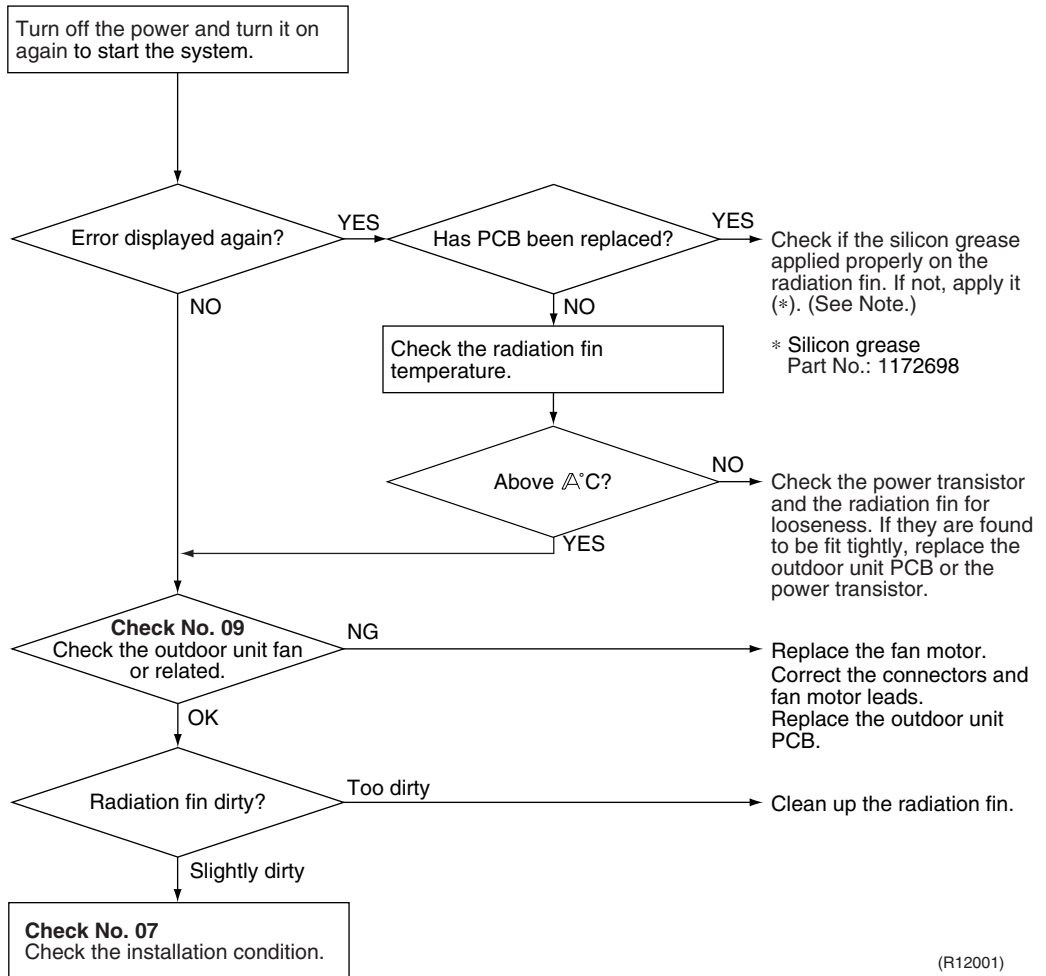 Turn off the power and turn it on
again to start the system.
Error displayed again?
YES
Has PCB been replaced?
YES
Check if the silicon grease
applied properly on the
radiation fin. If not, apply it
(*). (See Note.)
* Silicon grease
Part No.: 1172698
NO
NO
Check the radiation fin
temperature.
Above 𝔸°C?
NO
Check the power transistor
and the radiation fin for
looseness. If they are found
to be fit tightly, replace the
outdoor unit PCB or the
power transistor.
YES
Check No. 09
Check the outdoor unit fan
or related.
NG
Replace the fan motor.
Correct the connectors and
fan motor leads.
Replace the outdoor unit
PCB.
OK
Radiation fin dirty?
Too dirty
Clean up the radiation fin.
Slightly dirty
Check No. 07
Check the installation condition.
(R12001)